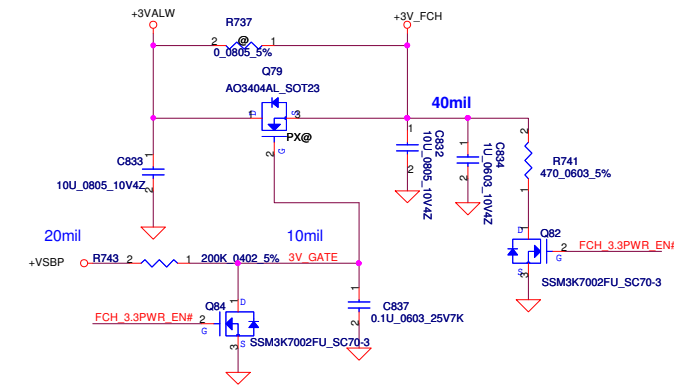 +3VALW
+3V_FCH
R737
2
@
1
0_0805_5%
Q79
AO3404AL_SOT23
40mil
1
D
S
3
PX@
2
G
C833
1
2
10U_0805_10V4Z
1
2
C832
10U_0805_10V4Z
1
2
C834
1U_0603_10V4Z
2
R741
470_0603_5%
1
20mil
10mil
+VSBP
R743
2
1
200K_0402_5%
3V_GATE
1
D
Q82
2
G
FCH_3.3PWR_EN#
S
3
SSM3K7002FU_SC70-3
1
D
Q84
FCH_3.3PWR_EN#
2
G
S
3
SSM3K7002FU_SC70-3
1
C837
0.1U_0603_25V7K
2